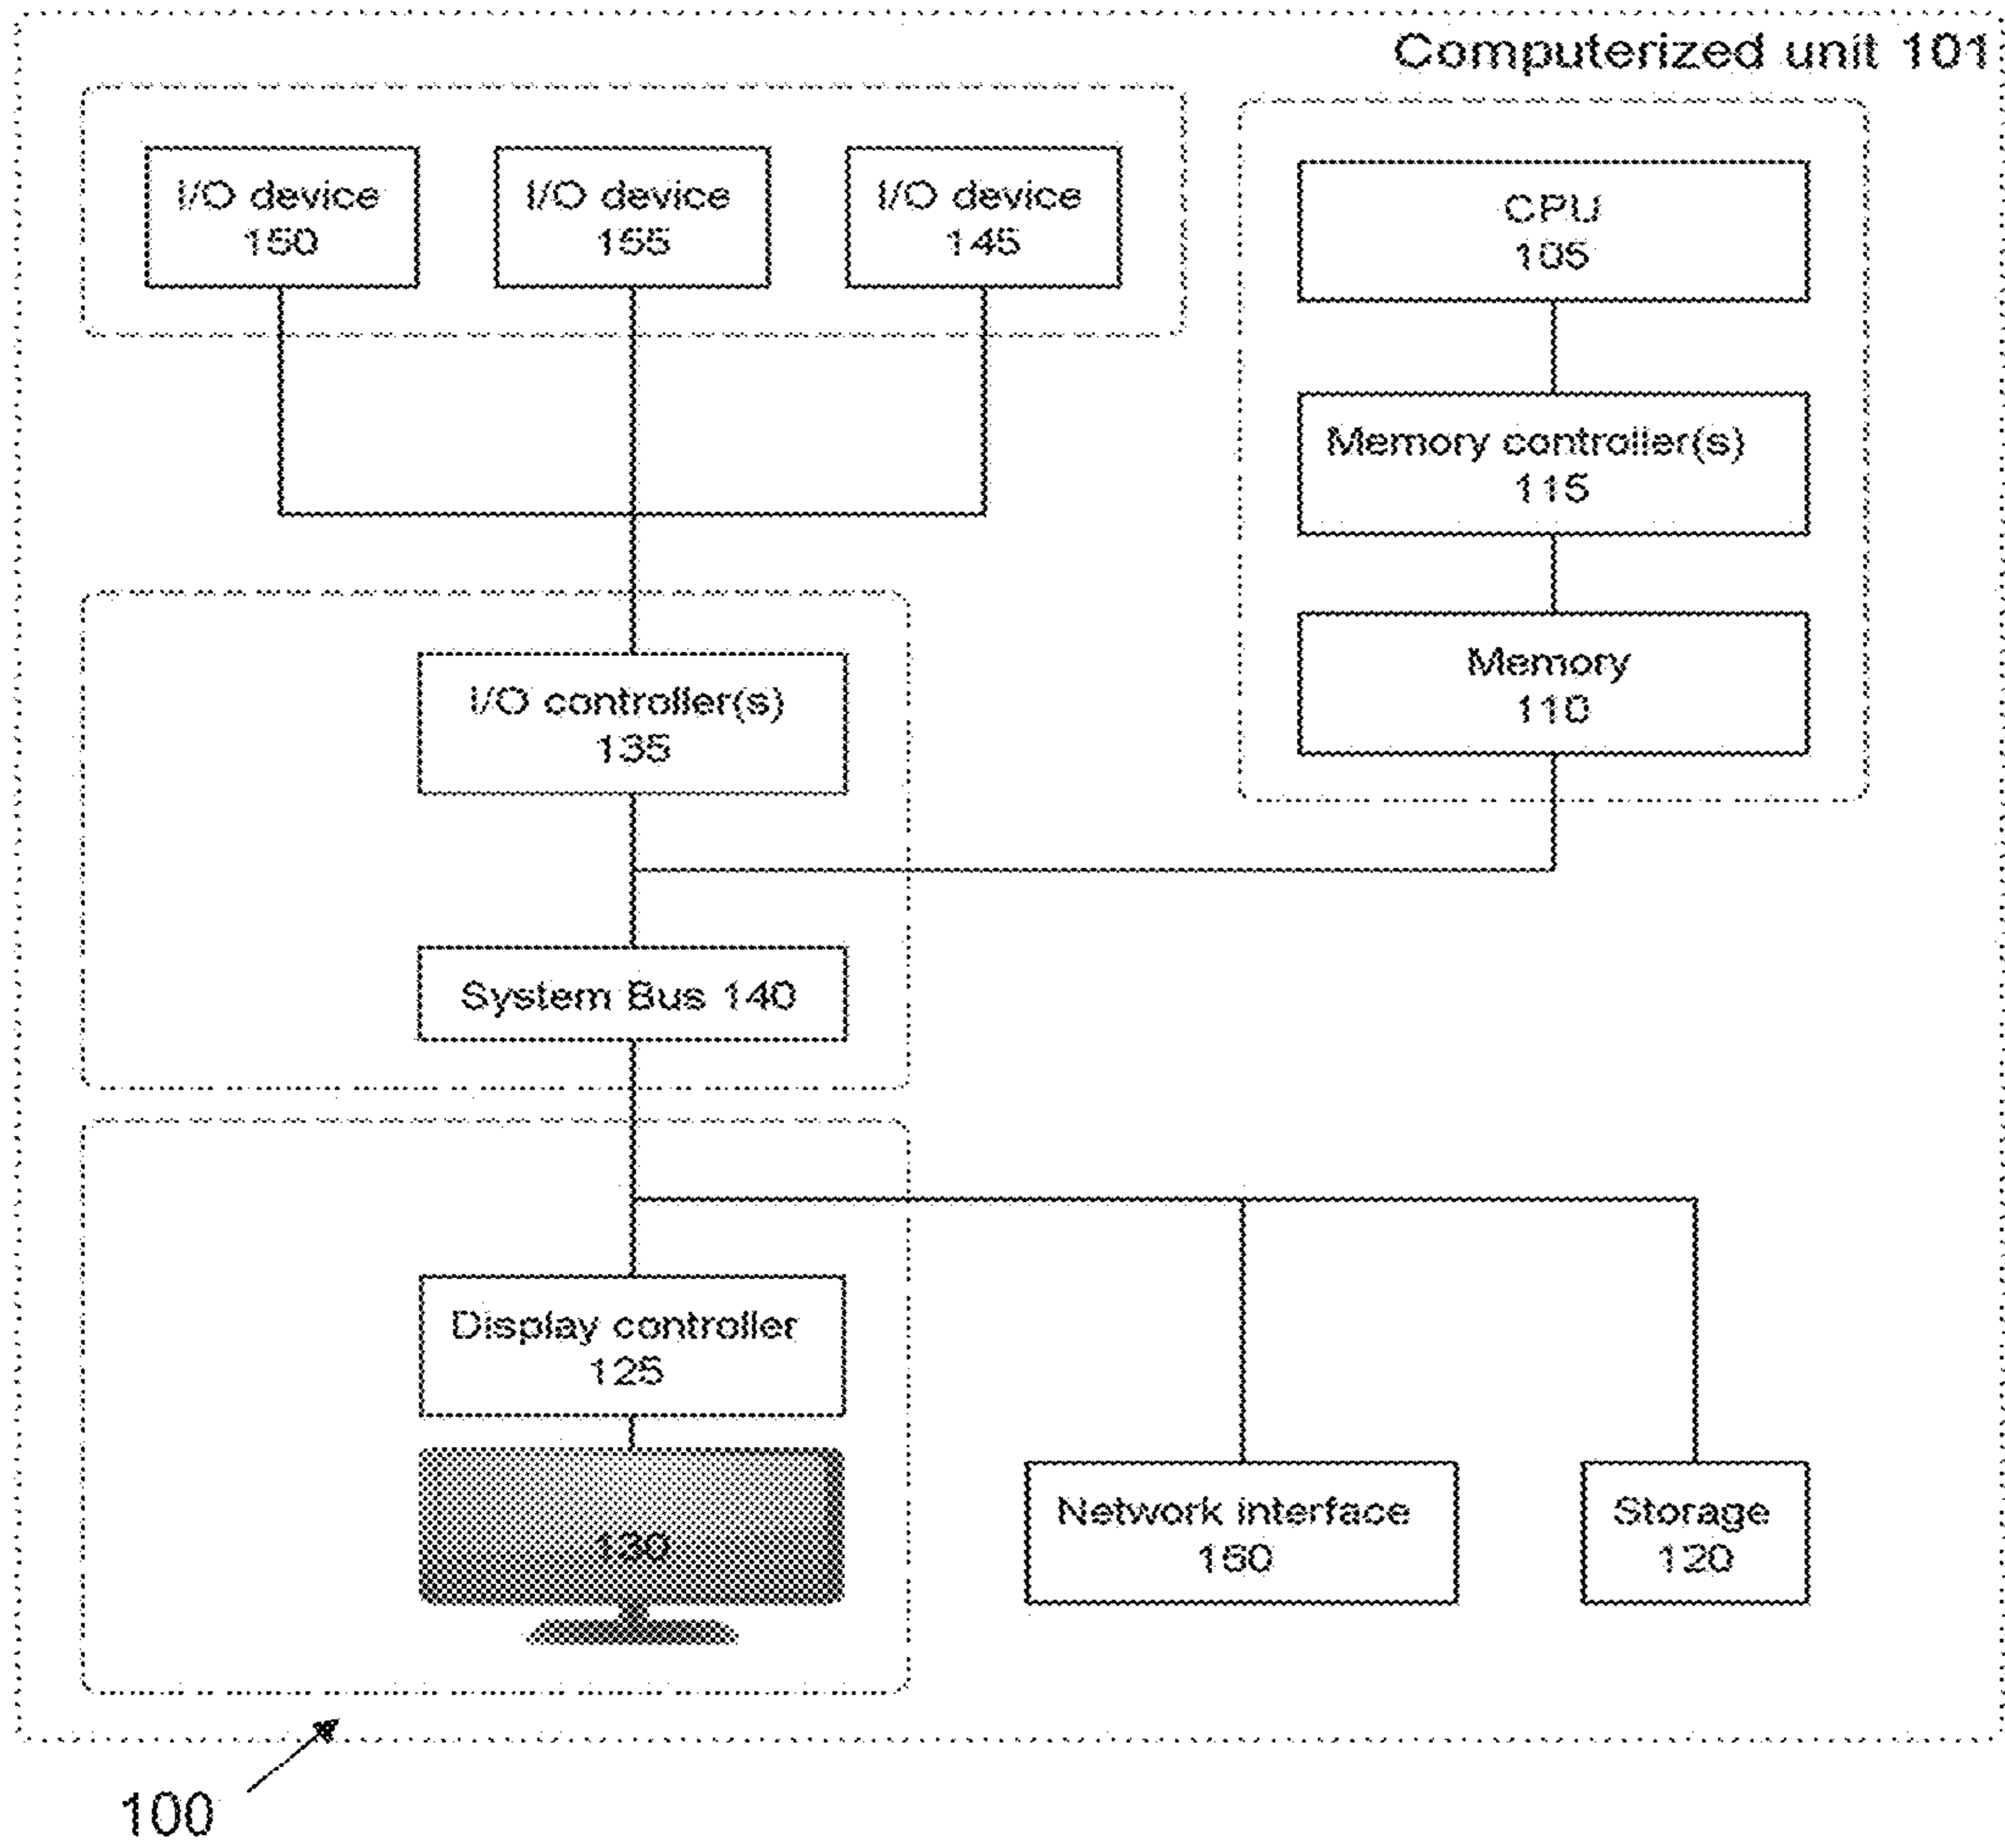 Computerized unit 101
I/O device
150
I/O device
155
I/O device
145
CPU
105
Memory controller(s)
115
Memory
110
I/O controller(s)
135
System Bus 140
Display controller
125
130
Network interface
160
Storage
120
100